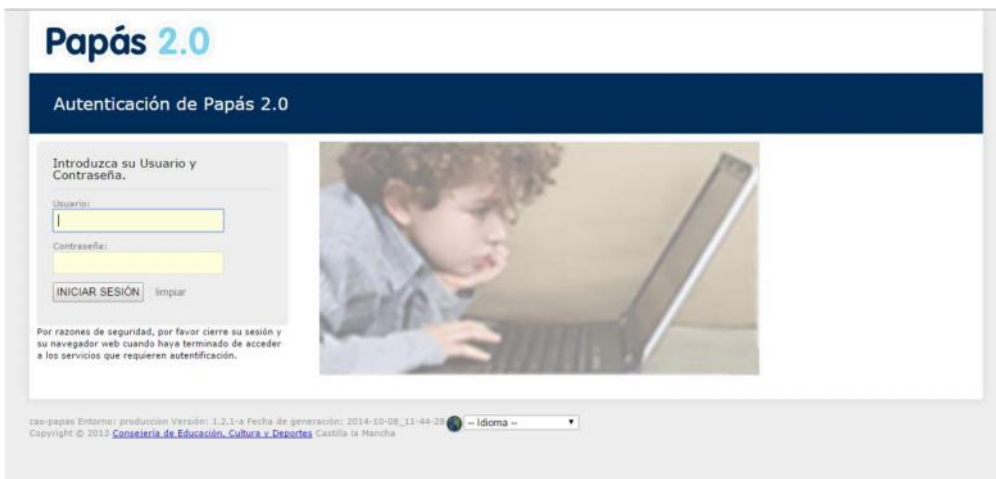 Papás 2.0
Autenticación de Papás 2.0
Introduzca su Usuario y
Contraseña.
Usuario:
Contraseña:
INICIAR SESIÓN limpiar
Por razones de seguridad, por favor cierre su sesión y
su navegador web cuando haya terminado de acceder
a los servicios que requieren autentificación.
cas-papas Entorno: produccion Versión: 1.2.1-a Fecha de generación: 2014-10-08_11-44-28 -- Idioma --
Copyright © 2013 Consejería de Educación, Cultura y Deportes Castilla la Mancha